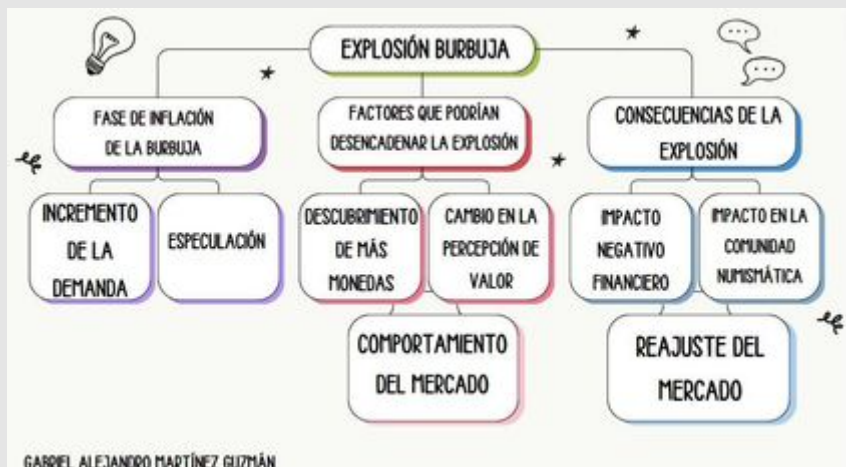 EXPLOSIÓN BURBUJA
FASE DE INFLACIÓN
DE LA BURBUJA
FACTORES QUE PODRÍAN
DESENCADENAR LA EXPLOSIÓN
CONSECUENCIAS DE LA
EXPLOSIÓN
INCREMENTO
DE LA
DEMANDA
ESPECULACIÓN
DESCUBRIMIENTO
DE MÁS
MONEDAS
CAMBIO EN LA
PERCEPCIÓN DE
VALOR
IMPACTO
NEGATIVO
FINANCIERO
IMPACTO EN LA
COMUNIDAD
NUMISMÁTICA
COMPORTAMIENTO
DEL MERCADO
REAJUSTE DEL
MERCADO
GABRIEL ALEJANDRO MARTÍNEZ GUZMÁN